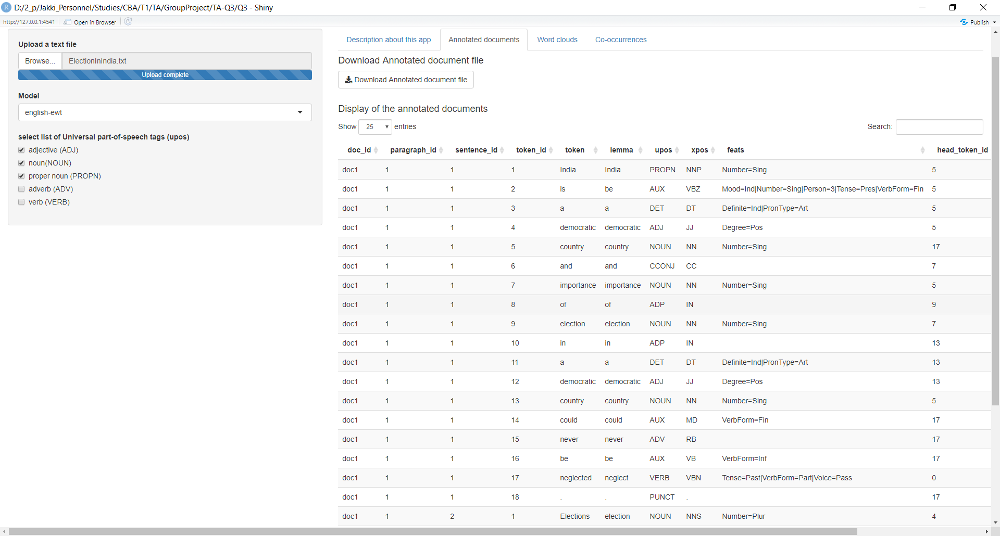 D:/2_p/Jakki_Personnel/Studies/CBA/T1/TA/GroupProject/TA-Q3/Q3 - Shiny
http://127.0.0.1:4541 Open in Browser Publish
Upload a text file
Browse... ElectionInIndia.txt
Upload complete
Model
english-ewt
select list of Universal part-of-speech tags (upos)
adjective (ADJ)
noun(NOUN)
proper noun (PROPN)
adverb (ADV)
verb (VERB)
Description about this app Annotated documents Word clouds Co-occurrences
Download Annotated document file
Download Annotated document file
Display of the annotated documents
Show 25 entries Search:
doc_id paragraph_id sentence_id token_id token lemma upos xpos feats head_token_id
doc1 1 1 1 India India PROPN NNP Number=Sing 5
doc1 1 1 2 is be AUX VBZ Mood=Ind|Number=Sing|Person=3|Tense=Pres|VerbForm=Fin 5
doc1 1 1 3 a a DET DT Definite=Ind|PronType=Art 5
doc1 1 1 4 democratic democratic ADJ JJ Degree=Pos 5
doc1 1 1 5 country country NOUN NN Number=Sing 17
doc1 1 1 6 and and CCONJ CC 7
doc1 1 1 7 importance importance NOUN NN Number=Sing 5
doc1 1 1 8 of of ADP IN 9
doc1 1 1 9 election election NOUN NN Number=Sing 7
doc1 1 1 10 in in ADP IN 13
doc1 1 1 11 a a DET DT Definite=Ind|PronType=Art 13
doc1 1 1 12 democratic democratic ADJ JJ Degree=Pos 13
doc1 1 1 13 country country NOUN NN Number=Sing 5
doc1 1 1 14 could could AUX MD VerbForm=Fin 17
doc1 1 1 15 never never ADV RB 17
doc1 1 1 16 be be AUX VB VerbForm=Inf 17
doc1 1 1 17 neglected neglect VERB VBN Tense=Past|VerbForm=Part|Voice=Pass 0
doc1 1 1 18 . . PUNCT . 17
doc1 1 2 1 Elections election NOUN NNS Number=Plur 4